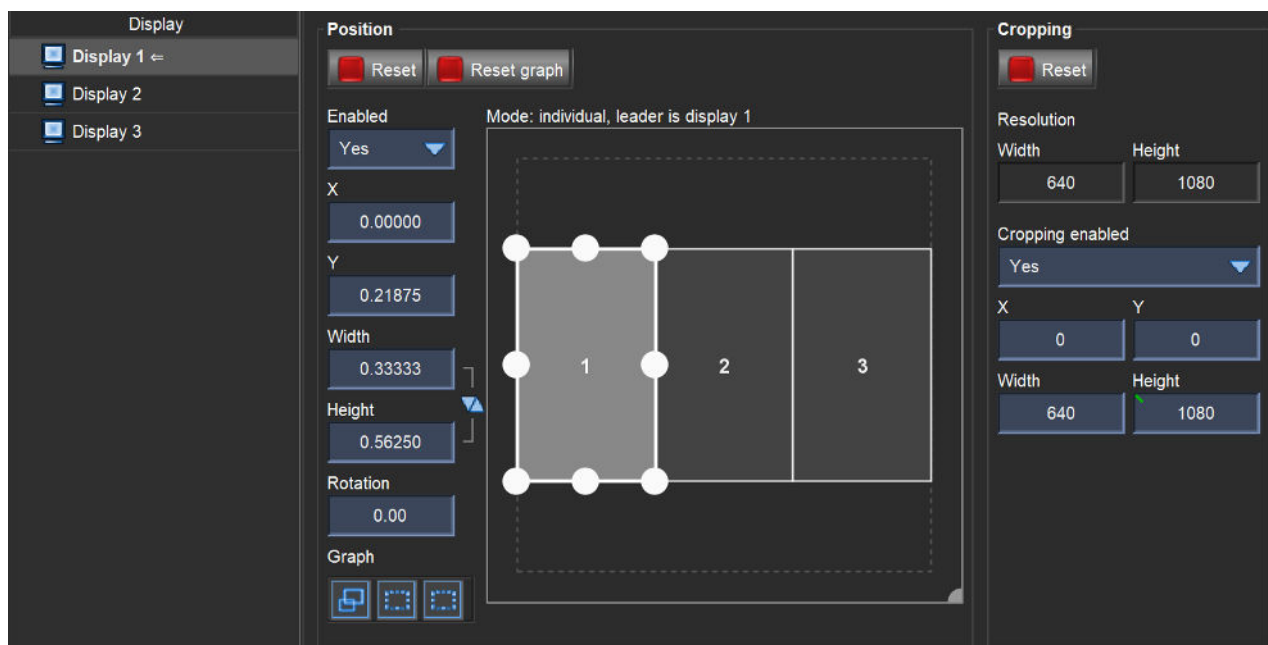 Display
Display 1 ⇐
Display 2
Display 3
Position
Reset
Reset graph
Enabled
Yes
X
0.00000
Y
0.21875
Width
0.33333
Height
0.56250
Rotation
0.00
Graph
Mode: individual, leader is display 1
1 2 3
Cropping
Reset
Resolution
Width Height
640 1080
Cropping enabled
Yes
X Y
0 0
Width Height
640 1080